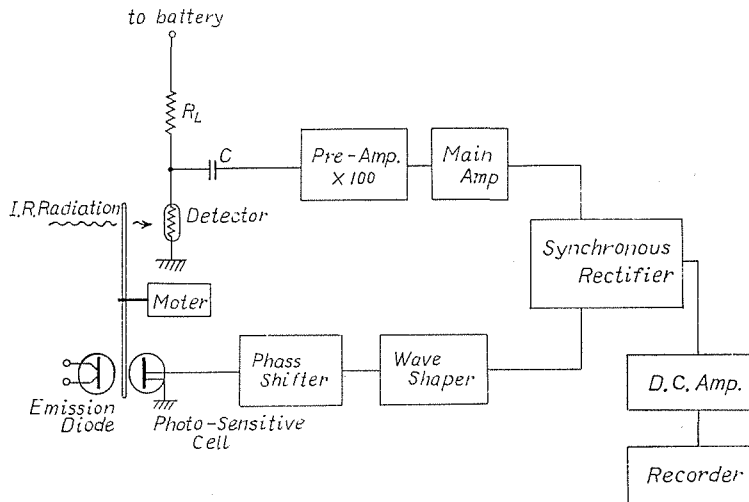 to battery
R_L
C
Pre-Amp.
×100
Main
Amp
I.R.Radiation
Detector
Synchronous
Rectifier
Moter
Phass
Shifter
Wave
Shaper
Emission
Diode
Photo-Sensitive
Cell
D.C. Amp.
Recorder